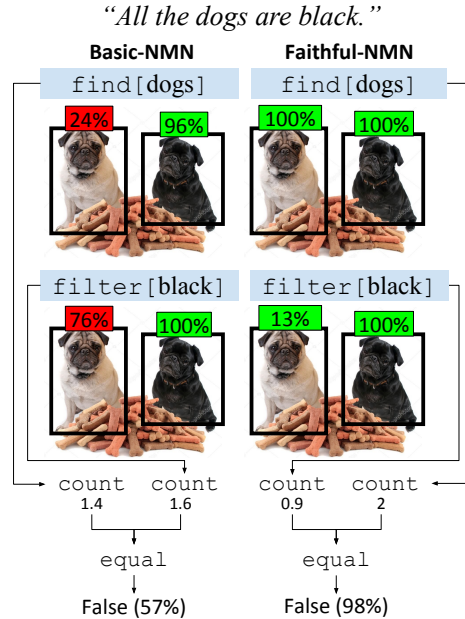 “All the dogs are black.”
Basic-NMN Faithful-NMN
find[dogs] find[dogs]
24% 96% 100% 100%
filter[black] filter[black]
76% 100% 13% 100%
count count count count
1.4 1.6 0.9 2
equal equal
False (57%) False (98%)